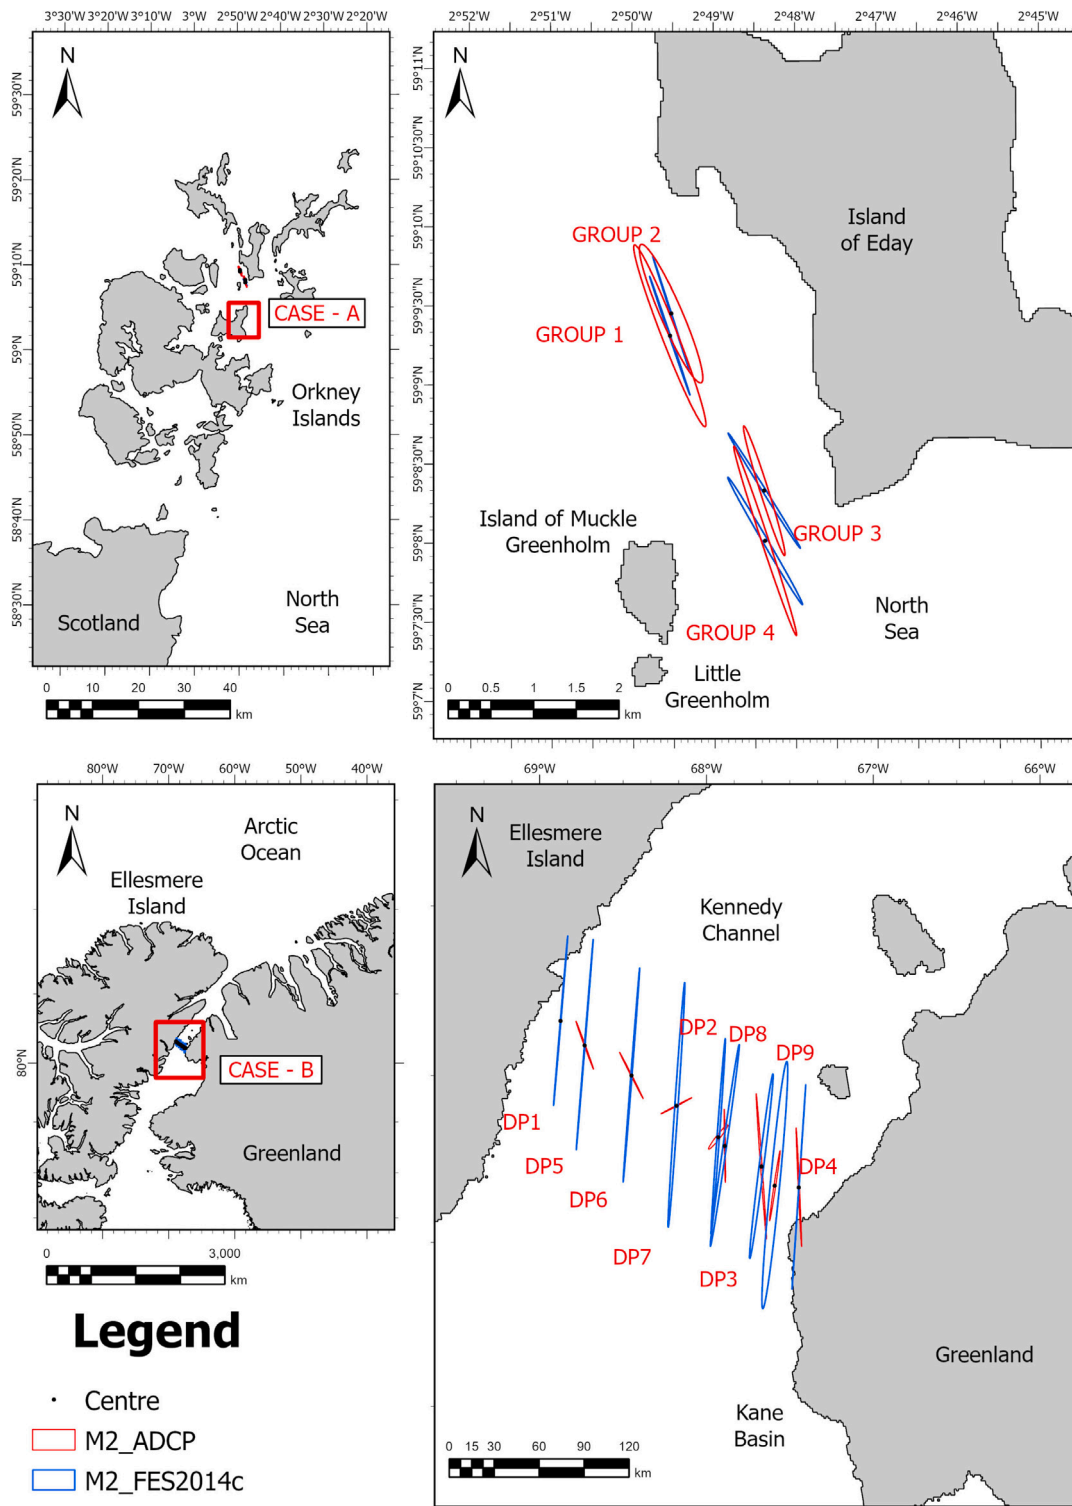 3°30'W 3°20'W 3°10'W 3°W 2°50'W 2°40'W 2°30'W 2°20'W
2°52'W 2°51'W 2°50'W 2°49'W 2°48'W 2°47'W 2°46'W 2°45'W
N
59°30'N
59°20'N
59°10'N
59°N
58°50'N
58°40'N
58°30'N
CASE - A
Orkney
Islands
Scotland
North
Sea
0 10 20 30 40
km
N
59°11'N
59°10'30"N
59°10'N
59°9'30"N
59°9'N
59°8'30"N
59°8'N
59°7'30"N
59°7'N
Island
of Eday
GROUP 2
GROUP 1
Island of Muckle
Greenholm
GROUP 3
North
Sea
GROUP 4
Little
Greenholm
0 0.5 1 1.5 2
km
80°W 70°W 60°W 50°W 40°W
N
Arctic
Ocean
Ellesmere
Island
80°N
CASE - B
Greenland
0 3,000
km
69°W 68°W 67°W 66°W
N
Ellesmere
Island
Kennedy
Channel
DP2
DP8
DP9
DP1
DP5
DP6
DP4
DP7
DP3
Greenland
Kane
Basin
0 15 30 60 90 120
km
Legend
Centre
M2_ADCP
M2_FES2014c